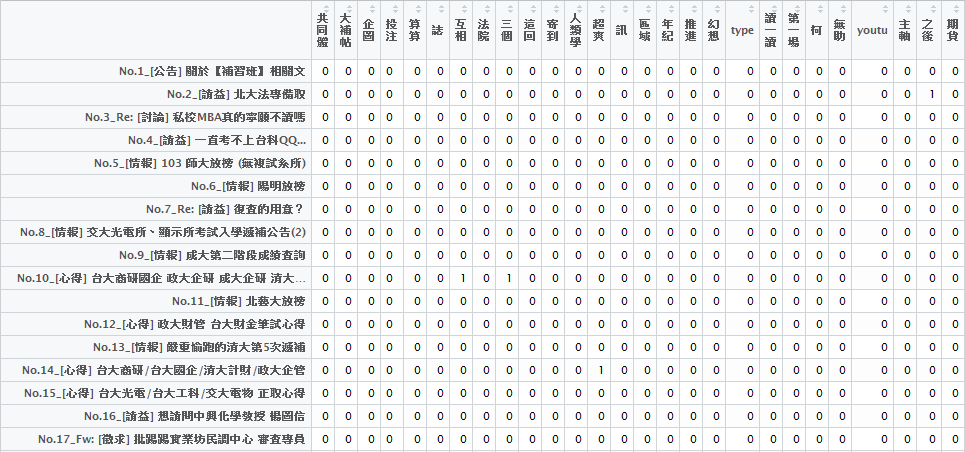 共同體 大補帖 企圖 投注 算算 誌 互相 法院 三個 這回 寄到 人類學 超爽 訊 區域 年紀 推進 幻想 type 讀一讀 第一場 何 無助 youtu 主軸 之後 期貨
No.1_[公告] 關於【補習班】相關文 0 0 0 0 0 0 0 0 0 0 0 0 0 0 0 0 0 0 0 0 0 0 0 0 0 0 0
No.2_[請益] 北大法專備取 0 0 0 0 0 0 0 0 0 0 0 0 0 0 0 0 0 0 0 0 0 0 0 0 0 1 0
No.3_Re: [討論] 私校MBA真的寧願不讀嗎 0 0 0 0 0 0 0 0 0 0 0 0 0 0 0 0 0 0 0 0 0 0 0 0 0 0 0
No.4_[請益] 一直考不上台科QQ... 0 0 0 0 0 0 0 0 0 0 0 0 0 0 0 0 0 0 0 0 0 0 0 0 0 0 0
No.5_[情報] 103 師大放榜 (無複試系所) 0 0 0 0 0 0 0 0 0 0 0 0 0 0 0 0 0 0 0 0 0 0 0 0 0 0 0
No.6_[情報] 陽明放榜 0 0 0 0 0 0 0 0 0 0 0 0 0 0 0 0 0 0 0 0 0 0 0 0 0 0 0
No.7_Re: [請益] 復查的用意？ 0 0 0 0 0 0 0 0 0 0 0 0 0 0 0 0 0 0 0 0 0 0 0 0 0 0 0
No.8_[情報] 交大光電所、顯示所考試入學遞補公告(2) 0 0 0 0 0 0 0 0 0 0 0 0 0 0 0 0 0 0 0 0 0 0 0 0 0 0 0
No.9_[情報] 成大第二階段成績查詢 0 0 0 0 0 0 0 0 0 0 0 0 0 0 0 0 0 0 0 0 0 0 0 0 0 0 0
No.10_[心得] 台大商研國企 政大企研 成大企研 清大... 0 0 0 0 0 0 1 0 1 0 0 0 0 0 0 0 0 0 0 0 0 0 0 0 0 0 0
No.11_[情報] 北藝大放榜 0 0 0 0 0 0 0 0 0 0 0 0 0 0 0 0 0 0 0 0 0 0 0 0 0 0 0
No.12_[心得] 政大財管 台大財金筆試心得 0 0 0 0 0 0 0 0 0 0 0 0 0 0 0 0 0 0 0 0 0 0 0 0 0 0 0
No.13_[情報] 嚴重偷跑的清大第5次遞補 0 0 0 0 0 0 0 0 0 0 0 0 0 0 0 0 0 0 0 0 0 0 0 0 0 0 0
No.14_[心得] 台大商研/台大國企/清大計財/政大企管 0 0 0 0 0 0 0 0 0 0 0 0 1 0 0 0 0 0 0 0 0 0 0 0 0 0 0
No.15_[心得] 台大光電/台大工科/交大電物 正取心得 0 0 0 0 0 0 0 0 0 0 0 0 0 0 0 0 0 0 0 0 0 0 0 0 0 0 0
No.16_[請益] 想請問中興化學教授 楊圖信 0 0 0 0 0 0 0 0 0 0 0 0 0 0 0 0 0 0 0 0 0 0 0 0 0 0 0
No.17_Fw: [徵求] 批踢踢實業坊民調中心 審查專員 0 0 0 0 0 0 0 0 0 0 0 0 0 0 0 0 0 0 0 0 0 0 0 0 0 0 0